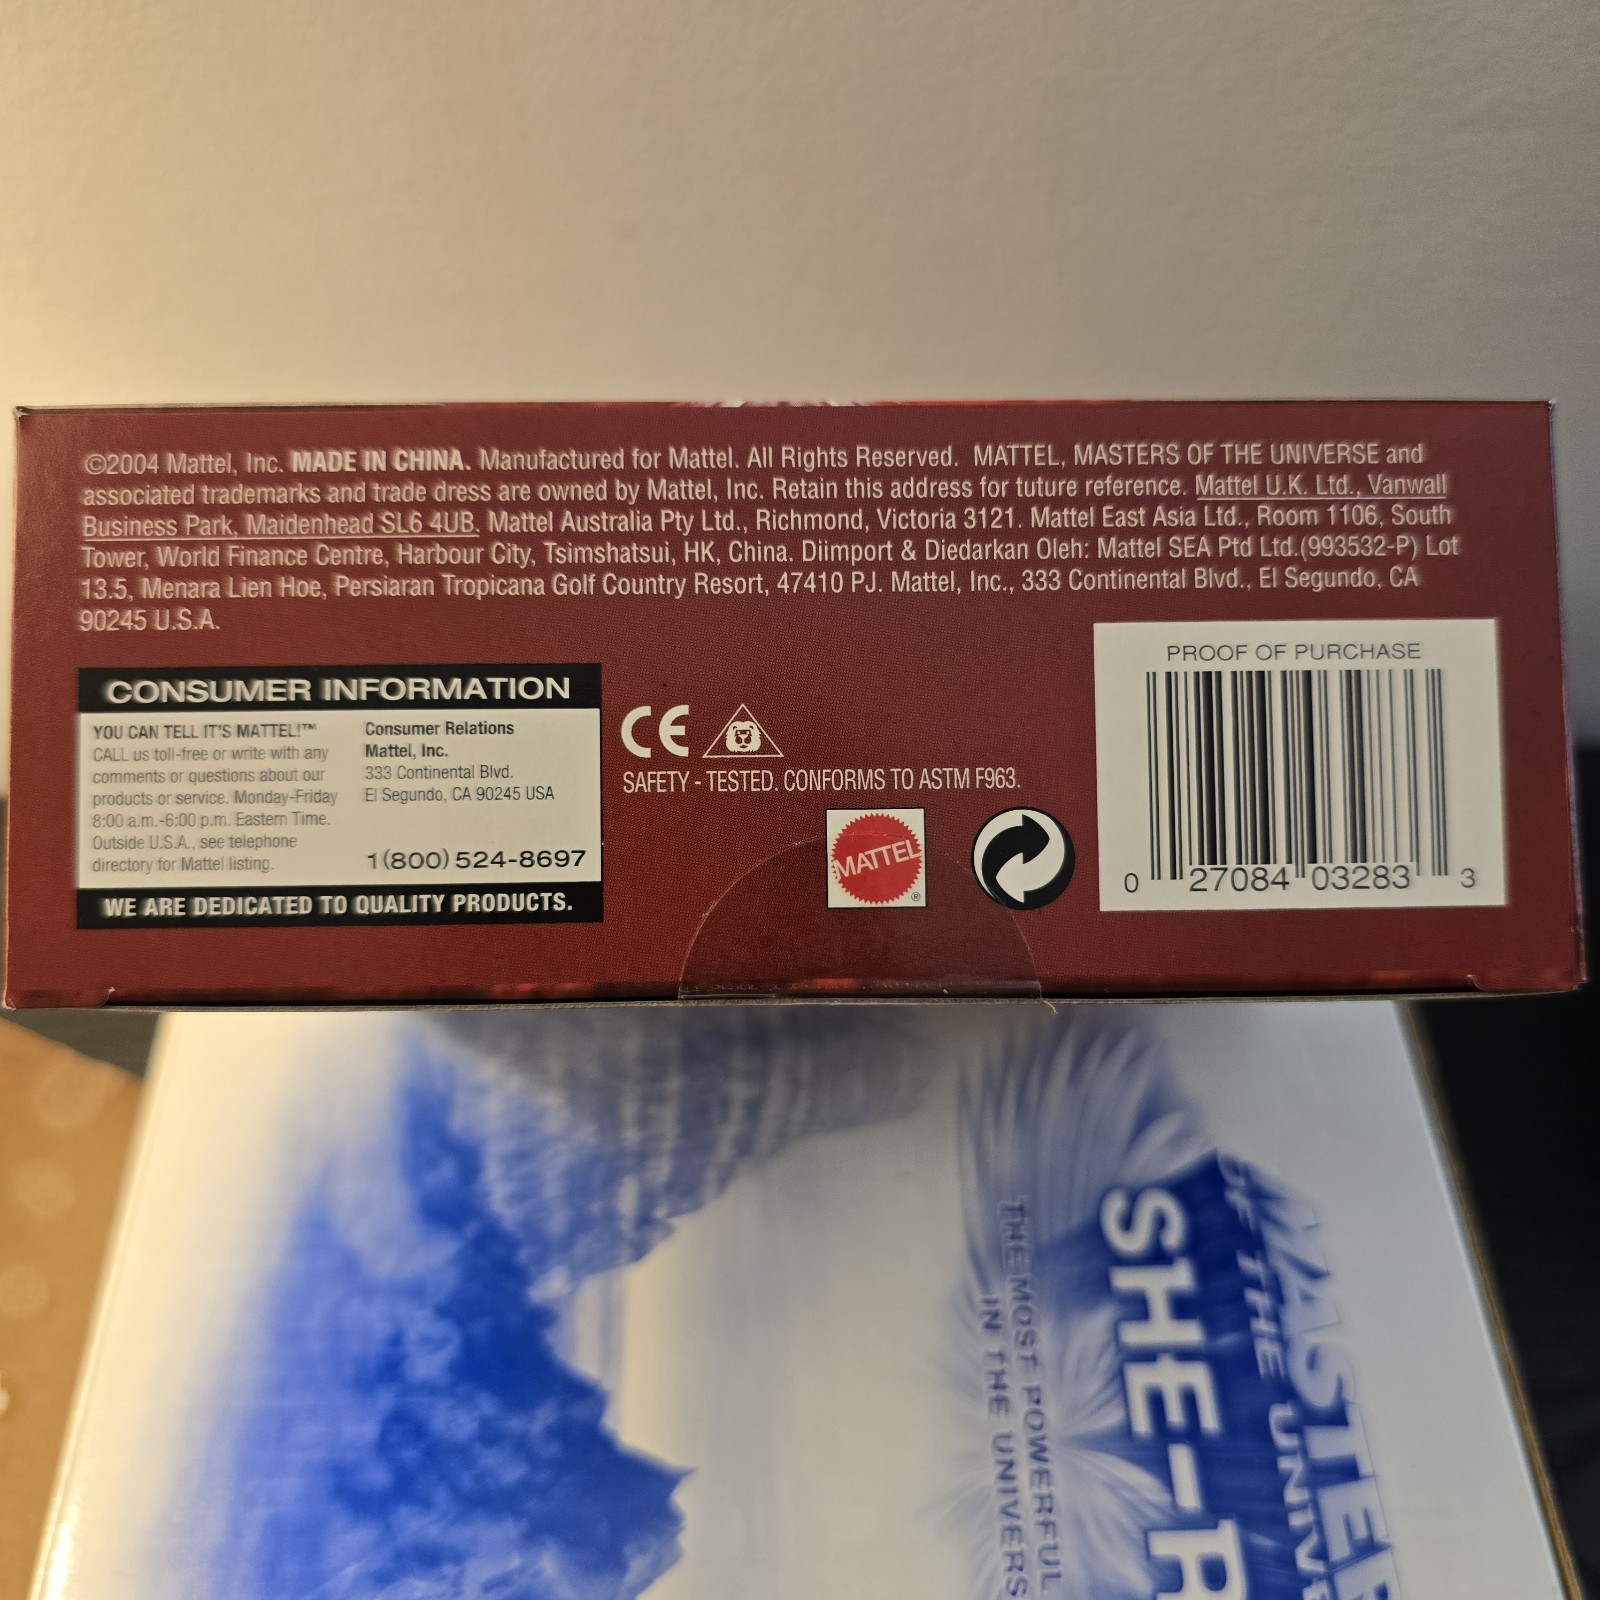 ©2004 Mattel, Inc. MADE IN CHINA. Manufactured for Mattel. All Rights Reserved. MATTEL, MASTERS OF THE UNIVERSE and
associated trademarks and trade dress are owned by Mattel, Inc. Retain this address for tuture reference. Mattel U.K. Ltd., Vanwall
Business Park, Maidenhead SL6 4UB. Mattel Australia Pty Ltd., Richmond, Victoria 3121. Mattel East Asia Ltd., Room 1106, South
Tower, World Finance Centre, Harbour City, Tsimshatsui, HK, China. Diimport & Diedarkan Oleh: Mattel SEA Ptd Ltd.(993532-P) Lot
13.5, Menara Lien Hoe, Persiaran Tropicana Golf Country Resort, 47410 PJ. Mattel, Inc., 333 Continental Blvd., El Segundo, CA
90245 U.S.A.
CONSUMER INFORMATION
YOU CAN TELL IT'S MATTEL!™
CALL us toll-free or write with any
comments or questions about our
products or service. Monday-Friday
8:00 a.m.-6:00 p.m. Eastern Time.
Outside U.S.A., see telephone
directory for Mattel listing.
Consumer Relations
Mattel, Inc.
333 Continental Blvd.
El Segundo, CA 90245 USA
1 (800) 524-8697
WE ARE DEDICATED TO QUALITY PRODUCTS.
CE
SAFETY - TESTED. CONFORMS TO ASTM F963.
MATTEL
®
PROOF OF PURCHASE
0 27084 03283 3
MASTER
OF THE UNIVE
SHE-R
THE MOST POWERFUL
IN THE UNIVERS